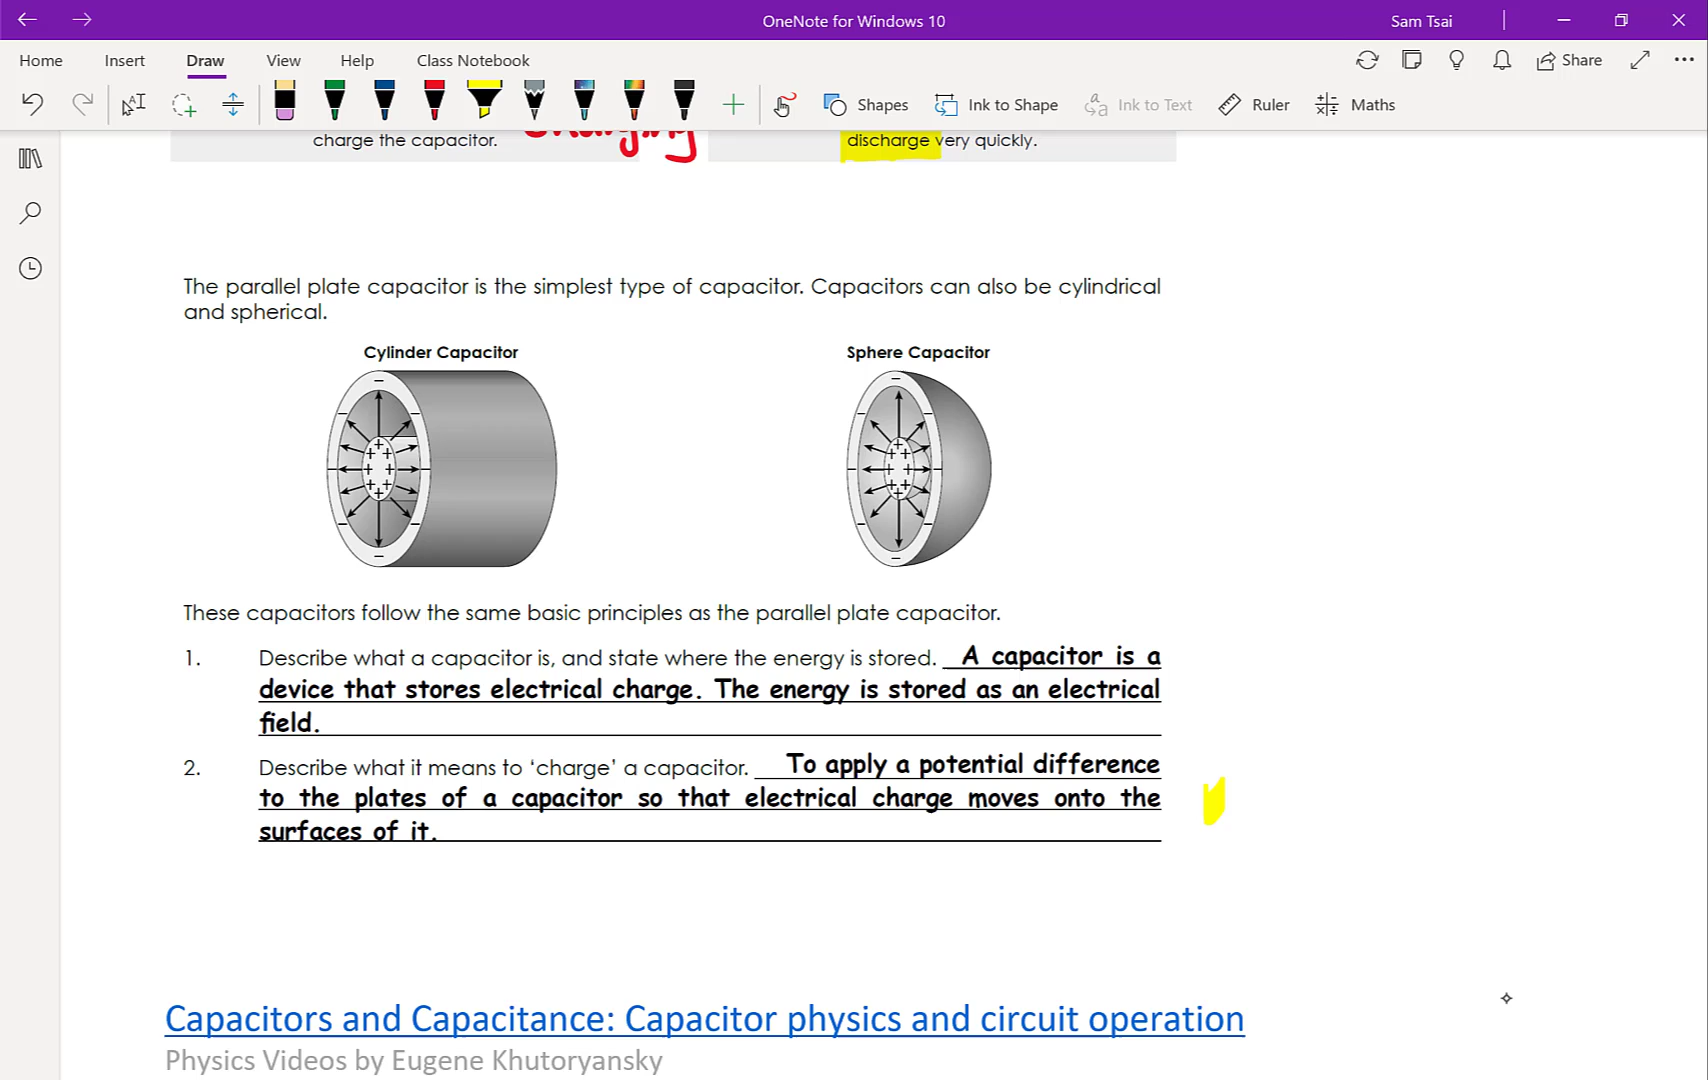 OneNote for Windows 10
Sam Tsai
Home Insert Draw View Help Class Notebook
Share
Shapes Ink to Shape Ink to Text Ruler Maths
charge the capacitor.
discharge very quickly.
The parallel plate capacitor is the simplest type of capacitor. Capacitors can also be cylindrical
and spherical.
Cylinder Capacitor
Sphere Capacitor
These capacitors follow the same basic principles as the parallel plate capacitor.
1. Describe what a capacitor is, and state where the energy is stored. A capacitor is a
device that stores electrical charge. The energy is stored as an electrical
field.
2. Describe what it means to ‘charge’ a capacitor. To apply a potential difference
to the plates of a capacitor so that electrical charge moves onto the
surfaces of it.
Capacitors and Capacitance: Capacitor physics and circuit operation
Physics Videos by Eugene Khutoryansky